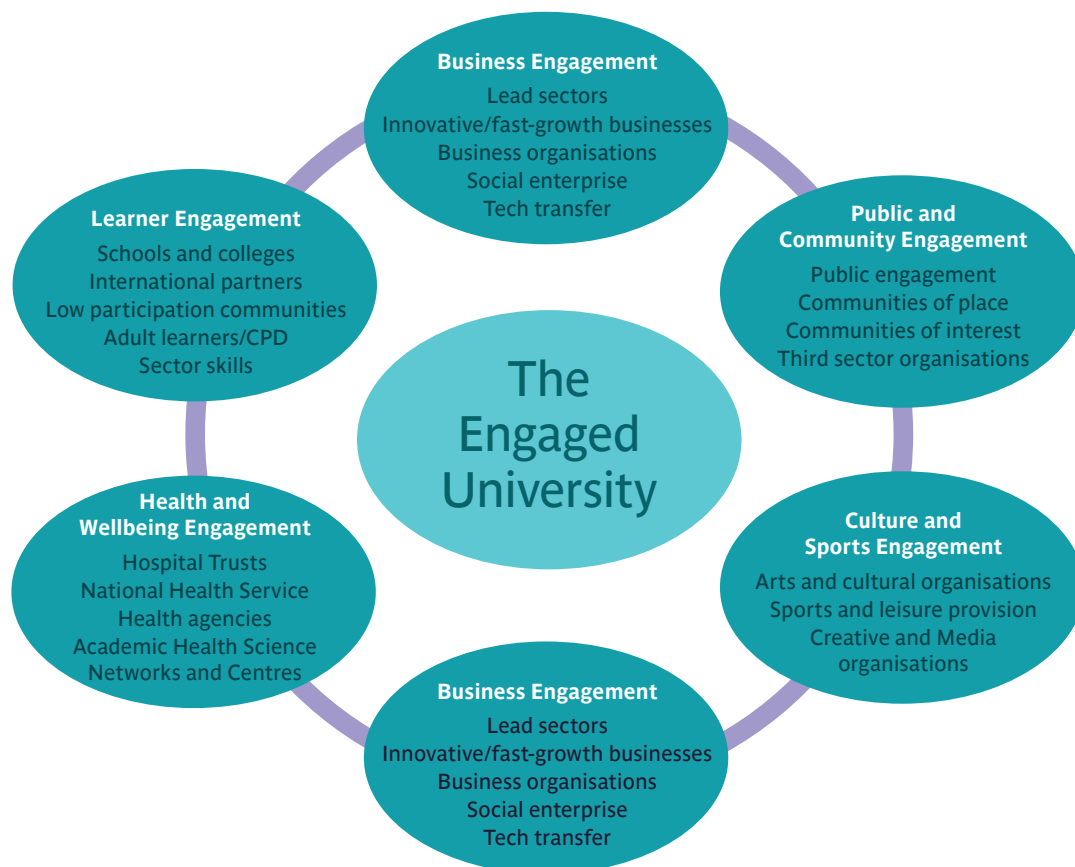 Business Engagement
Lead sectors
Innovative/fast-growth businesses
Business organisations
Social enterprise
Tech transfer
Learner Engagement
Schools and colleges
International partners
Low participation communities
Adult learners/CPD
Sector skills
Public and
Community Engagement
Public engagement
Communities of place
Communities of interest
Third sector organisations
The
Engaged
University
Health and
Wellbeing Engagement
Hospital Trusts
National Health Service
Health agencies
Academic Health Science
Networks and Centres
Culture and
Sports Engagement
Arts and cultural organisations
Sports and leisure provision
Creative and Media
organisations
Business Engagement
Lead sectors
Innovative/fast-growth businesses
Business organisations
Social enterprise
Tech transfer